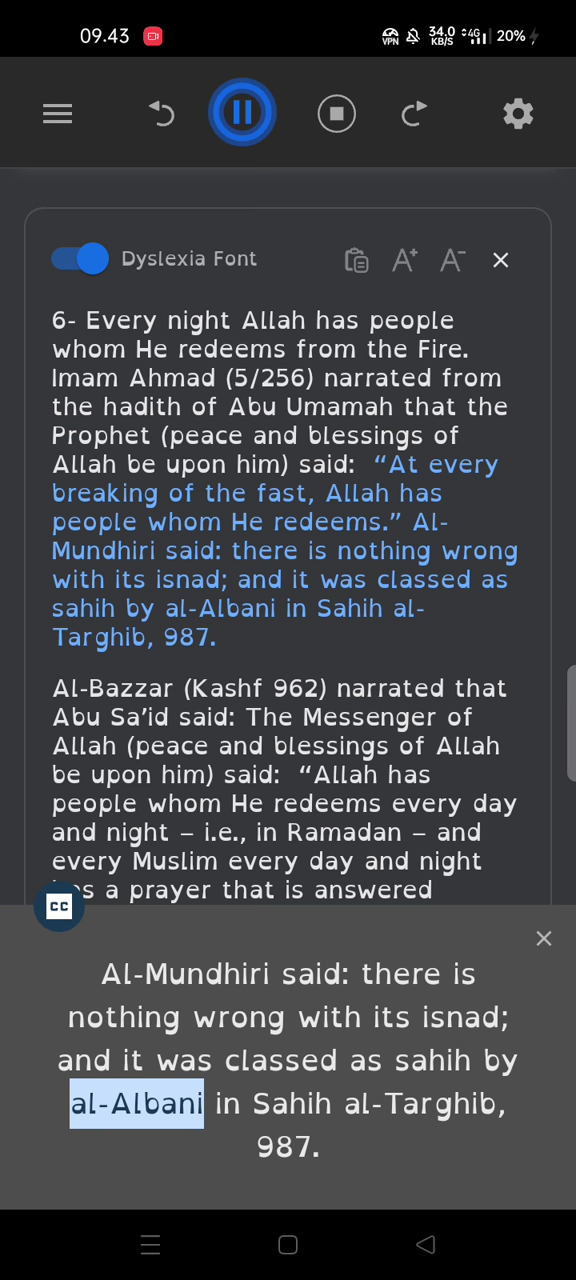 09.43
VPN 34.0 KB/S 4G 20%
Dyslexia Font A+ A-
6- Every night Allah has people
whom He redeems from the Fire.
Imam Ahmad (5/256) narrated from
the hadith of Abu Umamah that the
Prophet (peace and blessings of
Allah be upon him) said:  “At every
breaking of the fast, Allah has
people whom He redeems.” Al-
Mundhiri said: there is nothing wrong
with its isnad; and it was classed as
sahih by al-Albani in Sahih al-
Targhib, 987.
Al-Bazzar (Kashf 962) narrated that
Abu Sa’id said: The Messenger of
Allah (peace and blessings of Allah
be upon him) said:  “Allah has
people whom He redeems every day
and night – i.e., in Ramadan – and
every Muslim every day and night
has a prayer that is answered
CC
Al-Mundhiri said: there is
nothing wrong with its isnad;
and it was classed as sahih by
al-Albani in Sahih al-Targhib,
987.